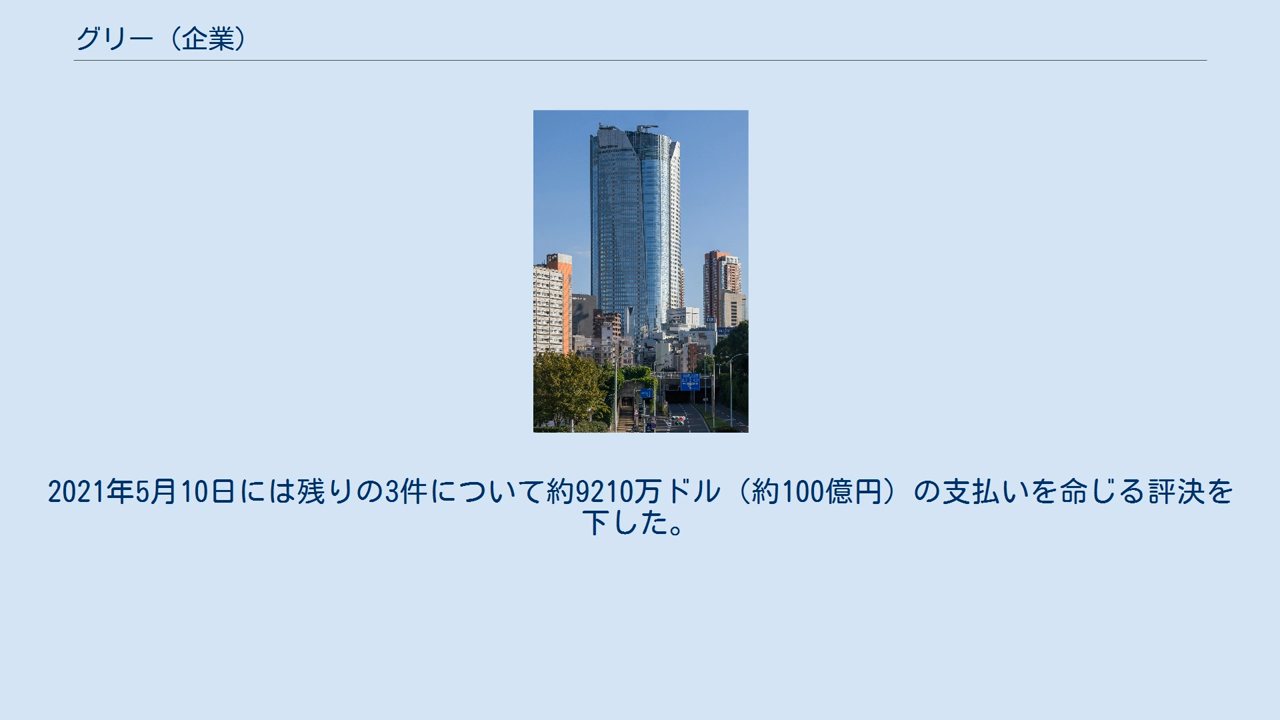 グリー（企業）
2021年5月10日には残りの3件について約9210万ドル（約100億円）の支払いを命じる評決を
下した。